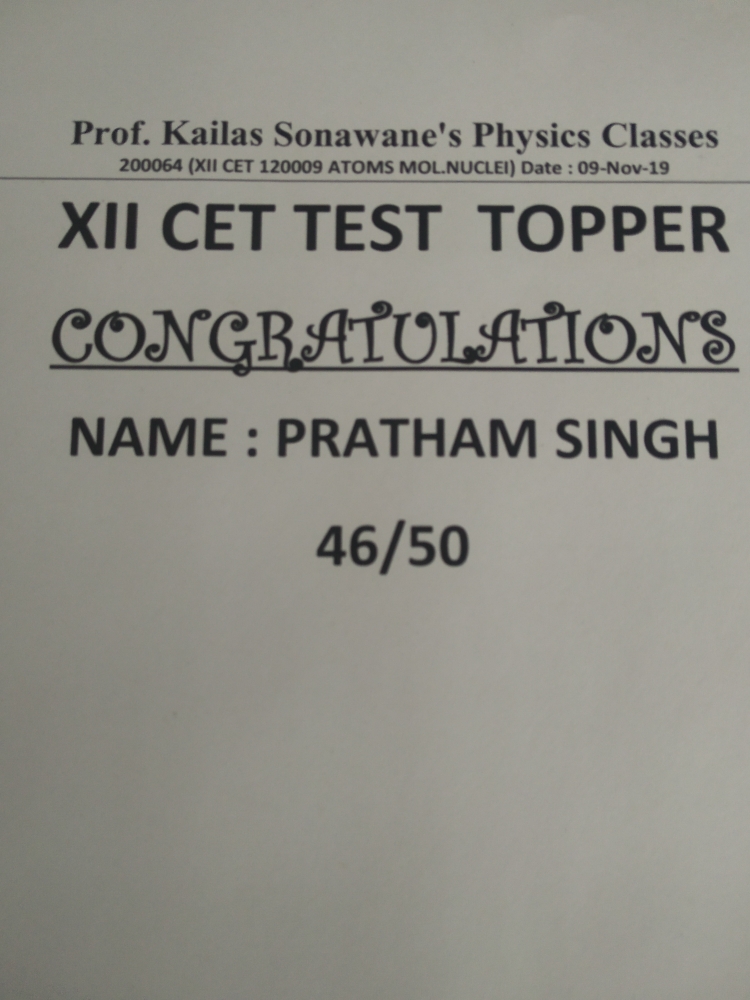 Prof. Kailas Sonawane's Physics Classes
200064 (XII CET 120009 ATOMS MOL.NUCLEI) Date : 09-Nov-19
XII CET TEST TOPPER
CONGRATULATIONS
NAME : PRATHAM SINGH
46/50